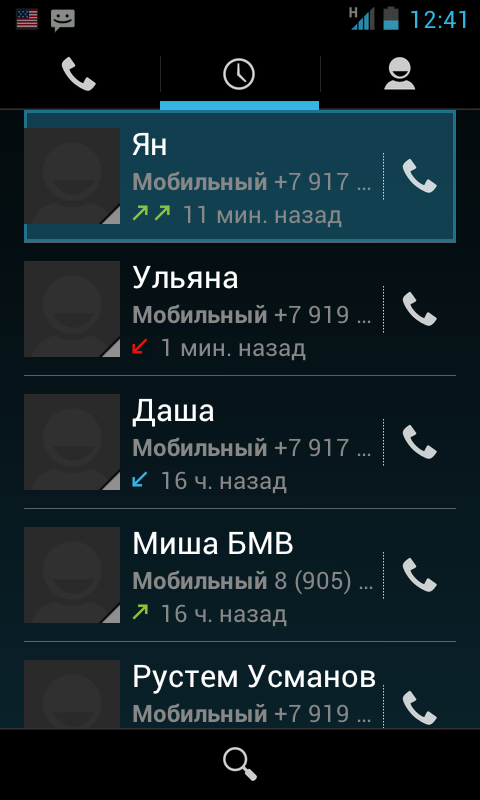 H
12:41
Ян
Мобильный +7 917 ...
11 мин. назад
Ульяна
Мобильный +7 919 ...
1 мин. назад
Даша
Мобильный +7 917 ...
16 ч. назад
Миша БМВ
Мобильный 8 (905) ...
16 ч. назад
Рустем Усманов
Мобильный +7 919 ...